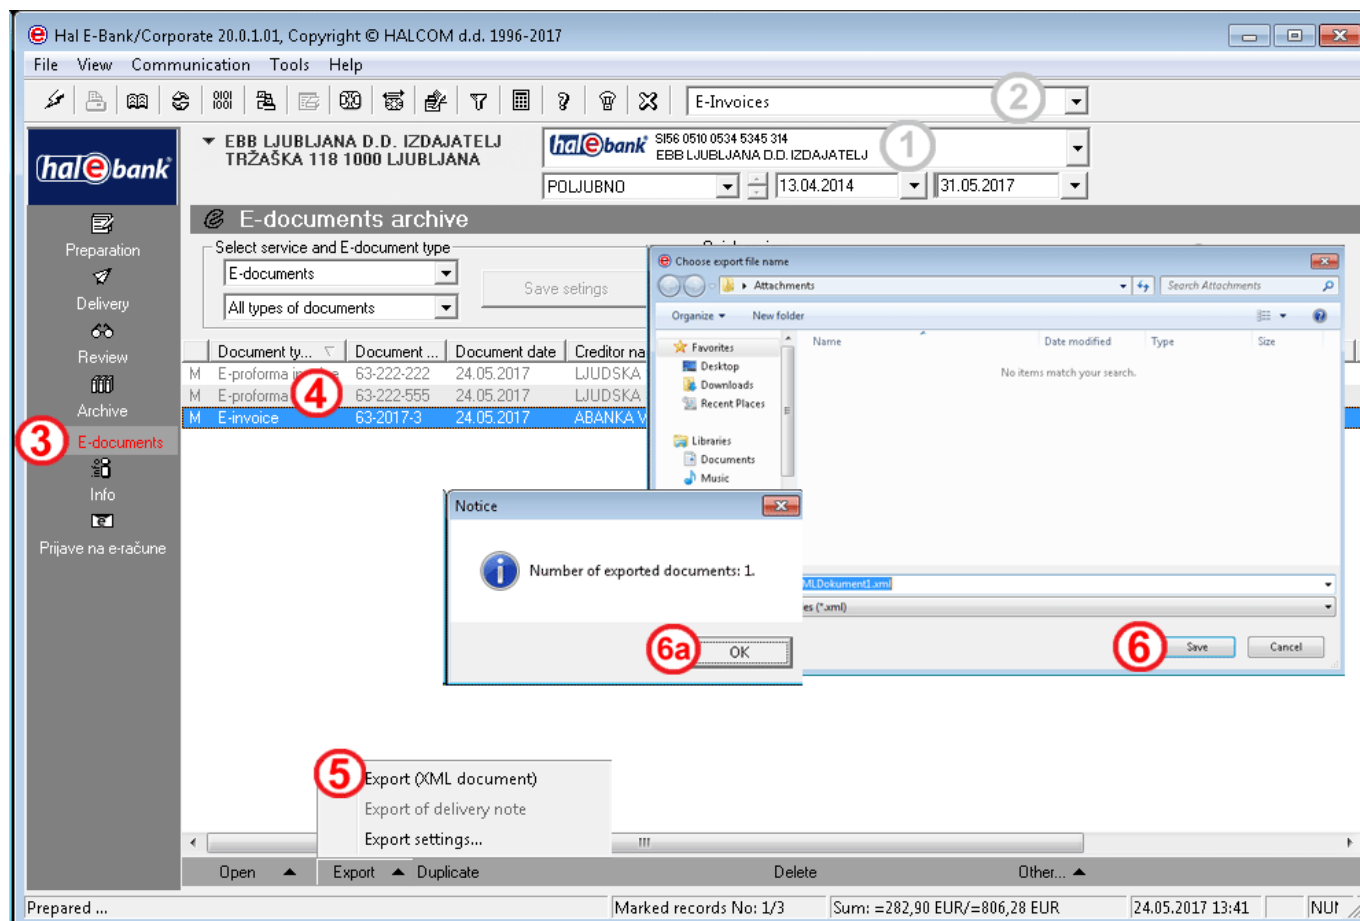 Hal E-Bank/Corporate 20.0.1.01, Copyright © HALCOM d.d. 1996-2017
File View Communication Tools Help
E-Invoices
2
hal e bank
EBB LJUBLJANA D.D. IZDAJATELJ
TRŽAŠKA 118 1000 LJUBLJANA
hal e bank
SI56 0510 0534 5345 314
EBB LJUBLJANA D.D. IZDAJATELJ
1
POLJUBNO
13.04.2014
31.05.2017
E-documents archive
Preparation
Delivery
Review
Archive
3
E-documents
Info
Prijave na e-račune
Select service and E-document type
E-documents
All types of documents
Save setings
Document ty... Document ... Document date Creditor na
M E-proforma invoice 63-222-222 24.05.2017 LJUDSKA
M E-proforma 63-222-555 24.05.2017 LJUDSKA
4
M E-invoice 63-2017-3 24.05.2017 ABANKA V
Choose export file name
Attachments
Search Attachments
Organize New folder
Favorites
Desktop
Downloads
Recent Places
Libraries
Documents
Music
Name Date modified Type Size
No items match your search.
MLDokument1.xml
es (*.xml)
6
Save
Cancel
Notice
Number of exported documents: 1.
6a
OK
5
Export (XML document)
Export of delivery note
Export settings...
Open Export Duplicate Delete Other...
Prepared ...
Marked records No: 1/3
Sum: =282,90 EUR/=806,28 EUR
24.05.2017 13:41
NUM